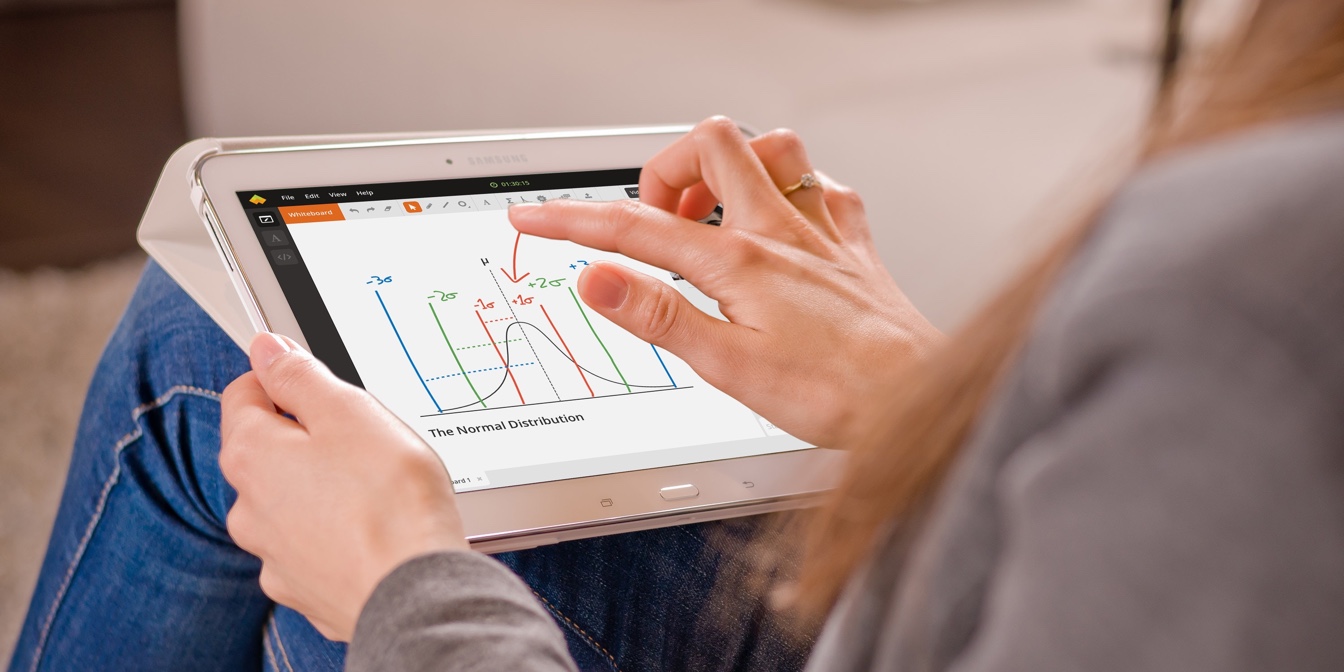 SAMSUNG
File Edit View Help
01:30:15
Whiteboard
A
A
</>
μ
-3σ
-2σ
-1σ
+1σ
+2σ
The Normal Distribution